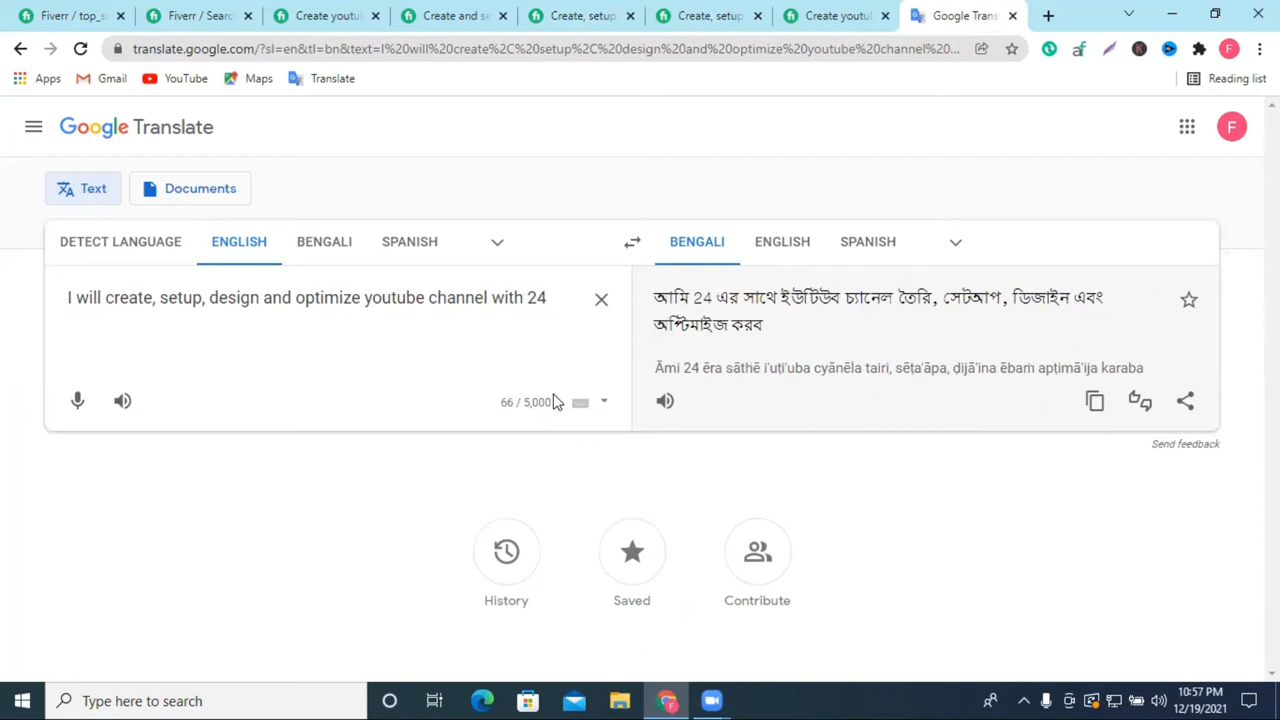 Fiverr / top_s
Fiverr / Searc
Create youtu
Create and se
Create, setup,
Create, setup,
Create youtu
Google Trans
translate.google.com/?sl=en&tl=bn&text=I%20will%20create%2C%20setup%2C%20design%20and%20optimize%20youtube%20channel%20...
Apps
Gmail
YouTube
Maps
Translate
Reading list
Google Translate
F
Text
Documents
DETECT LANGUAGE
ENGLISH
BENGALI
SPANISH
BENGALI
ENGLISH
SPANISH
I will create, setup, design and optimize youtube channel with 24
আমি 24 এর সাথে ইউটিউব চ্যানেল তৈরি, সেটআপ, ডিজাইন এবং
অপ্টিমাইজ করব
Āmi 24 ēra sāthē i'uṭi'uba cyānēla tairi, sēṭa'āpa, ḍijā'ina ēbaṁ apṭimā'ija karaba
66 / 5,000
Send feedback
History
Saved
Contribute
Type here to search
10:57 PM
12/19/2021